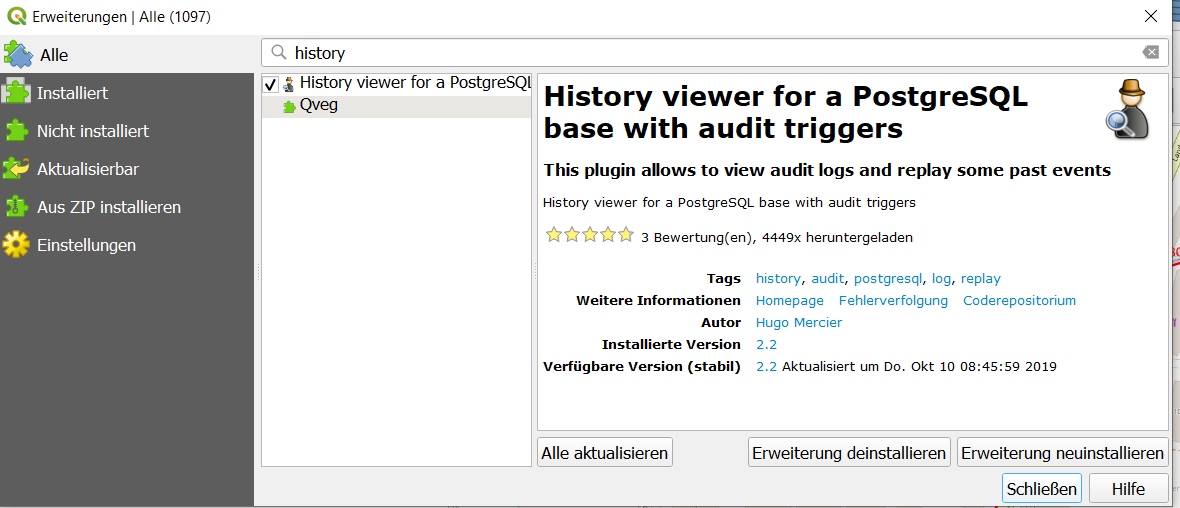 Erweiterungen | Alle (1097)
Alle
Installiert
Nicht installiert
Aktualisierbar
Aus ZIP installieren
Einstellungen
history
History viewer for a PostgreSQL
Qveg
History viewer for a PostgreSQL
base with audit triggers
This plugin allows to view audit logs and replay some past events
History viewer for a PostgreSQL base with audit triggers
3 Bewertung(en), 4449x heruntergeladen
Tags history, audit, postgresql, log, replay
Weitere Informationen Homepage Fehlerverfolgung Coderepositorium
Autor Hugo Mercier
Installierte Version 2.2
Verfügbare Version (stabil) 2.2 Aktualisiert um Do. Okt 10 08:45:59 2019
Alle aktualisieren Erweiterung deinstallieren Erweiterung neuinstallieren
Schließen Hilfe